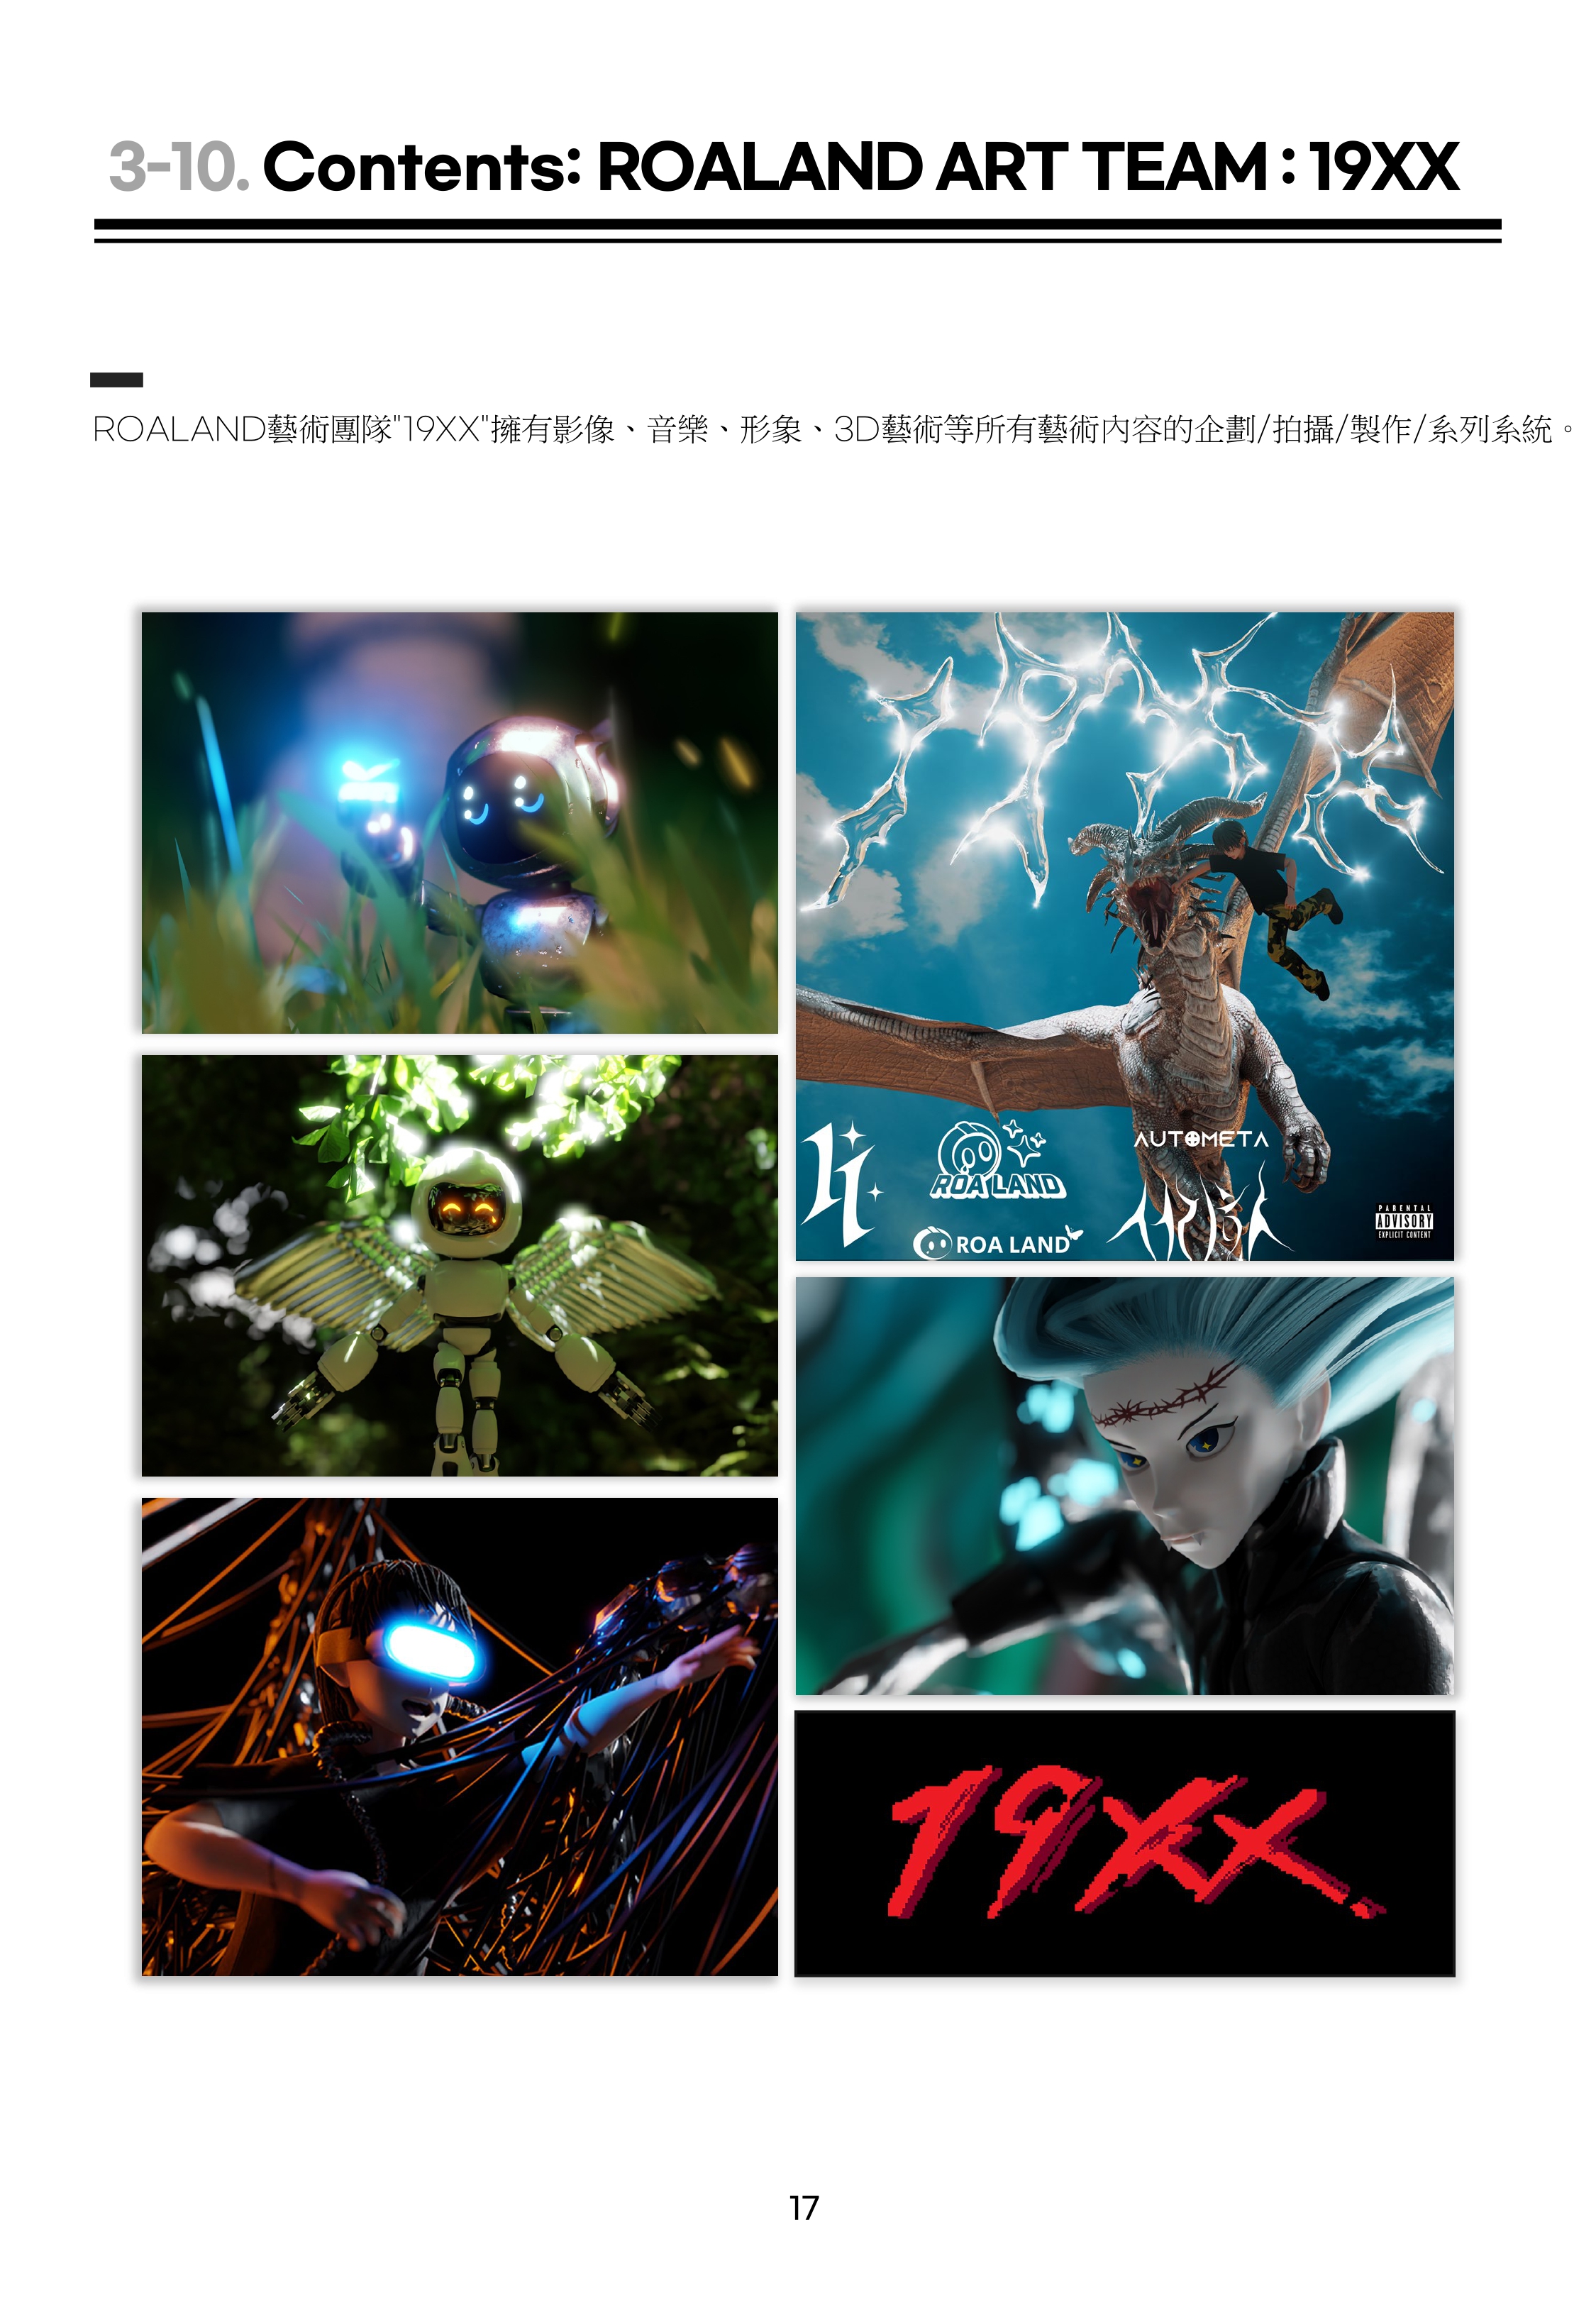 3-10. Contents: ROALAND ART TEAM : 19XX
ROALAND藝術團隊"19XX"擁有影像、音樂、形象、3D藝術等所有藝術內容的企劃/拍攝/製作/系列系統。
AUTOMETA
ROA LAND
ROA LAND
PARENTAL
ADVISORY
EXPLICIT CONTENT
19XX
17